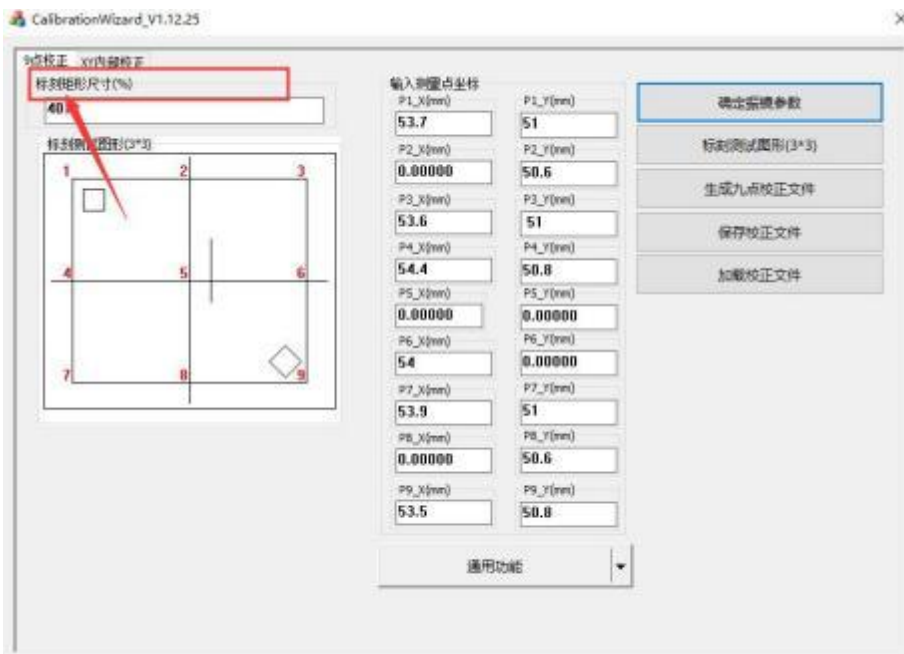 CalibrationWizard_V1.12.25
9点校正 XY内部校正
标刻矩形尺寸(%)
40
标刻测试图形(3*3)
1 2 3
4 5 6
7 8 9
输入测量点坐标
P1_X(mm) P1_Y(mm)
53.7 51
P2_X(mm) P2_Y(mm)
0.00000 50.6
P3_X(mm) P3_Y(mm)
53.6 51
P4_X(mm) P4_Y(mm)
54.4 50.8
P5_X(mm) P5_Y(mm)
0.00000 0.00000
P6_X(mm) P6_Y(mm)
54 0.00000
P7_X(mm) P7_Y(mm)
53.9 51
P8_X(mm) P8_Y(mm)
0.00000 50.6
P9_X(mm) P9_Y(mm)
53.5 50.8
通用功能
确定振镜参数
标刻测试图形(3*3)
生成九点校正文件
保存校正文件
加载校正文件